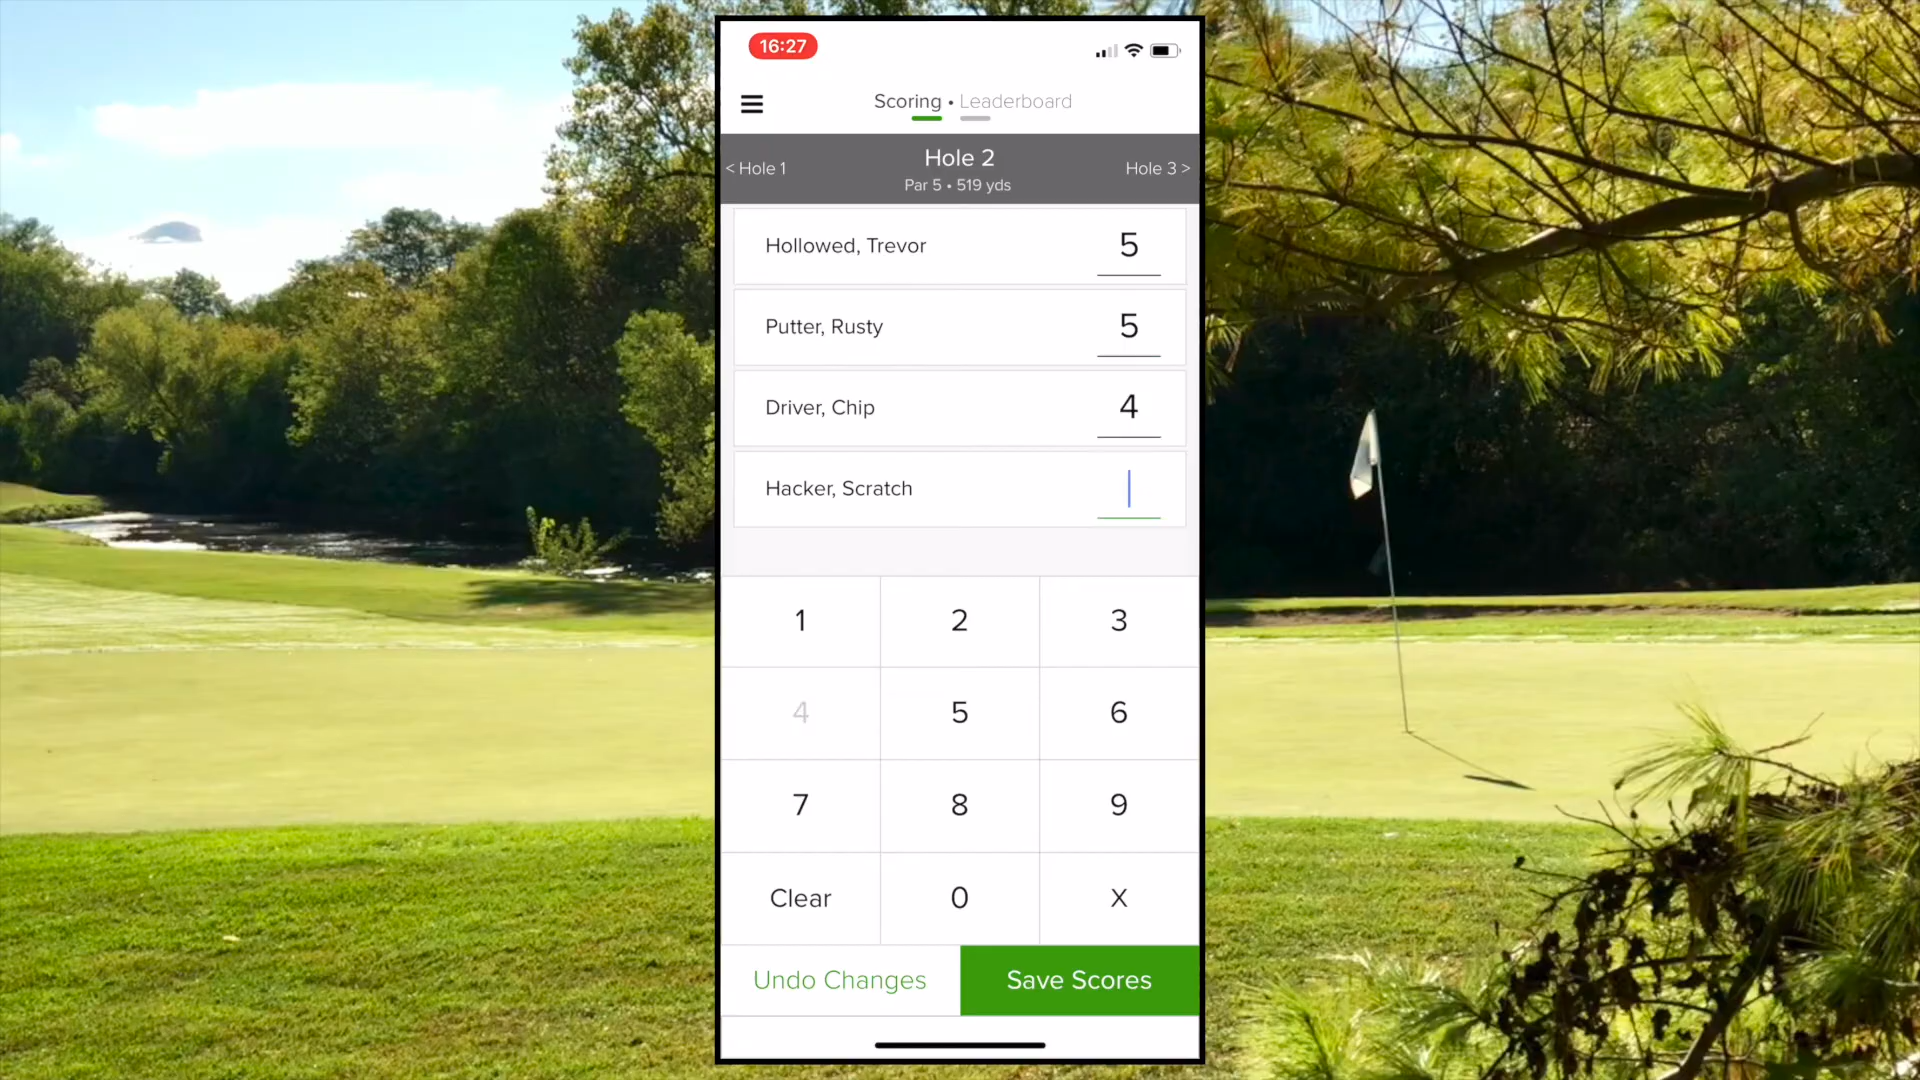 16:27
Scoring • Leaderboard
< Hole 1
Hole 2
Par 5 • 519 yds
Hole 3 >
Hollowed, Trevor 5
Putter, Rusty 5
Driver, Chip 4
Hacker, Scratch
1 2 3
4 5 6
7 8 9
Clear 0 X
Undo Changes Save Scores